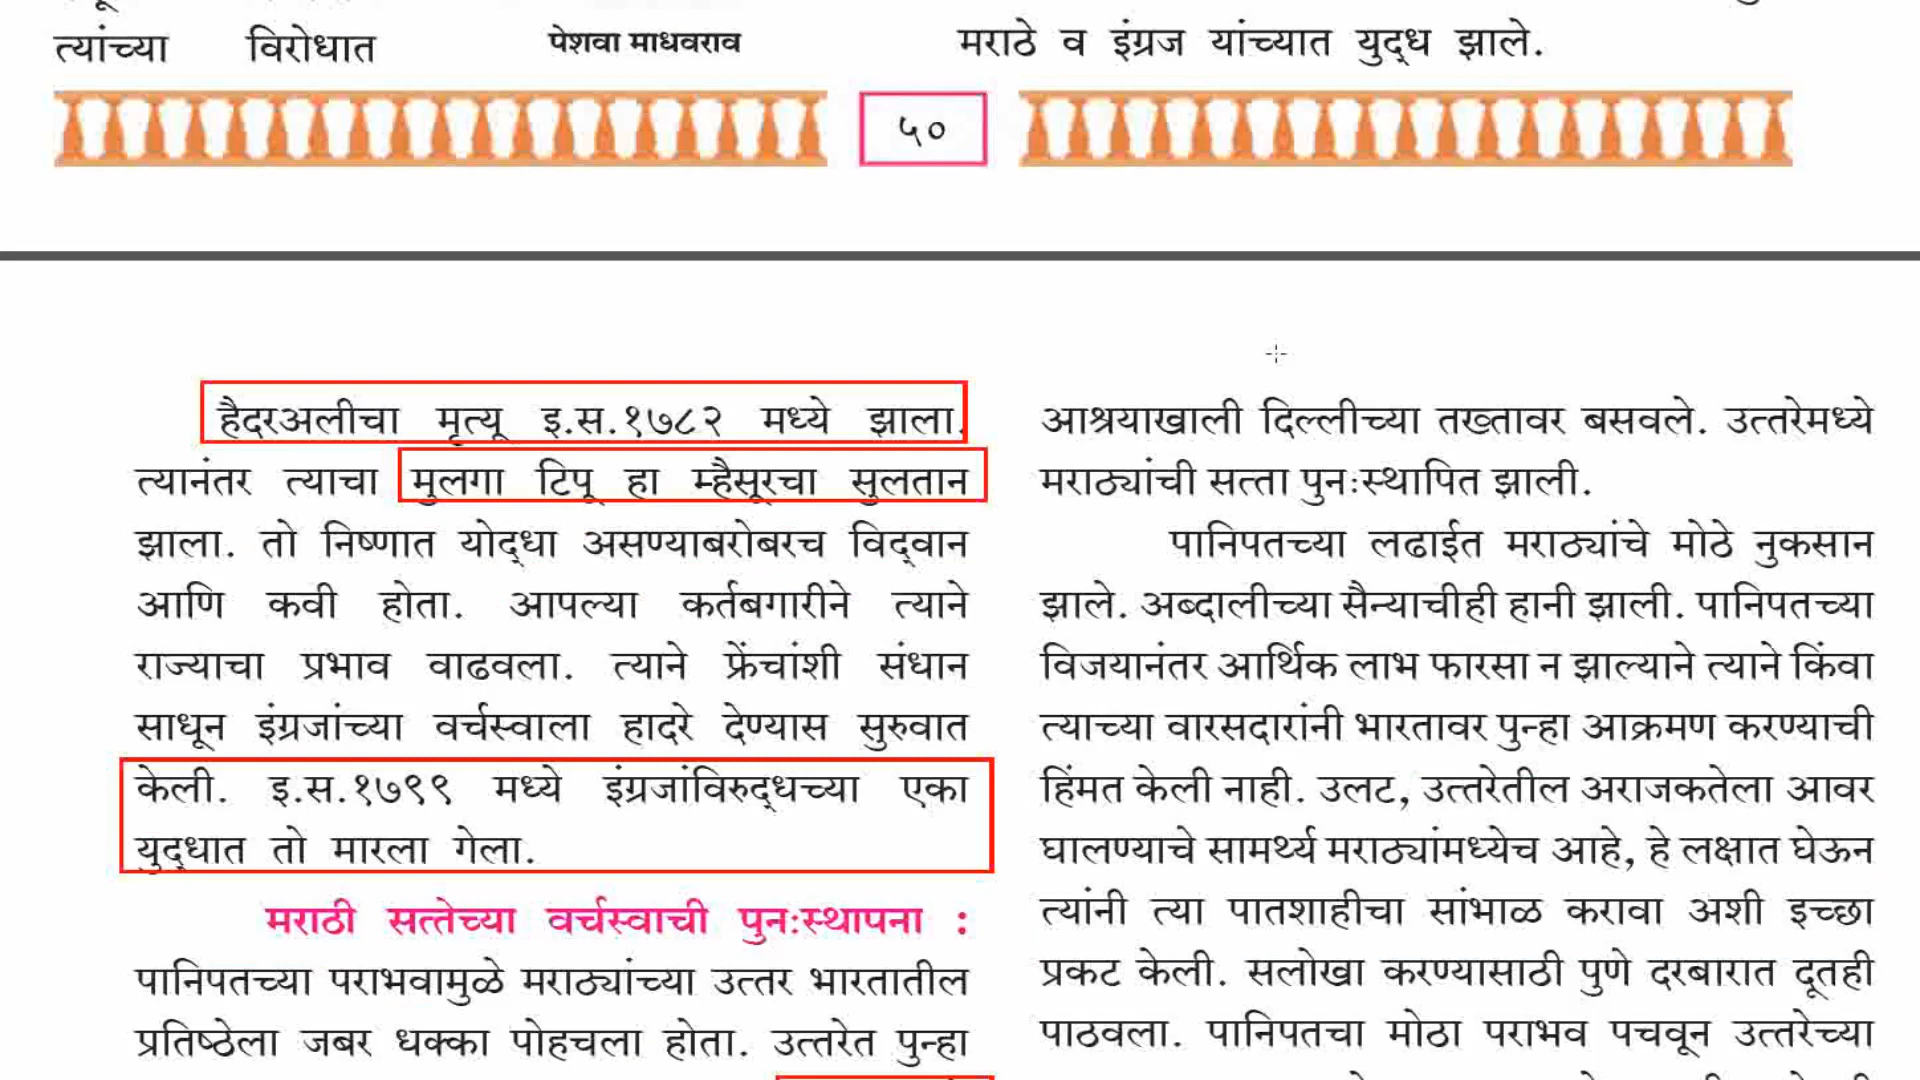 त्यांच्या विरोधात
पेशवा माधवराव
मराठे व इंग्रज यांच्यात युद्ध झाले.
५०
हैदरअलीचा मृत्यू इ.स.१७८२ मध्ये झाला.
त्यानंतर त्याचा मुलगा टिपू हा म्हैसूरचा सुलतान
झाला. तो निष्णात योद्धा असण्याबरोबरच विद्वान
आणि कवी होता. आपल्या कर्तबगारीने त्याने
राज्याचा प्रभाव वाढवला. त्याने फ्रेंचांशी संधान
साधून इंग्रजांच्या वर्चस्वाला हादरे देण्यास सुरुवात
केली. इ.स.१७९९ मध्ये इंग्रजांविरुद्धच्या एका
युद्धात तो मारला गेला.
मराठी सत्तेच्या वर्चस्वाची पुनःस्थापना :
पानिपतच्या पराभवामुळे मराठ्यांच्या उत्तर भारतातील
प्रतिष्ठेला जबर धक्का पोहचला होता. उत्तरेत पुन्हा
आश्रयाखाली दिल्लीच्या तख्तावर बसवले. उत्तरेमध्ये
मराठ्यांची सत्ता पुनःस्थापित झाली.
पानिपतच्या लढाईत मराठ्यांचे मोठे नुकसान
झाले. अब्दालीच्या सैन्याचीही हानी झाली. पानिपतच्या
विजयानंतर आर्थिक लाभ फारसा न झाल्याने त्याने किंवा
त्याच्या वारसदारांनी भारतावर पुन्हा आक्रमण करण्याची
हिंमत केली नाही. उलट, उत्तरेतील अराजकतेला आवर
घालण्याचे सामर्थ्य मराठ्यांमध्येच आहे, हे लक्षात घेऊन
त्यांनी त्या पातशाहीचा सांभाळ करावा अशी इच्छा
प्रकट केली. सलोखा करण्यासाठी पुणे दरबारात दूतही
पाठवला. पानिपतचा मोठा पराभव पचवून उत्तरेच्या